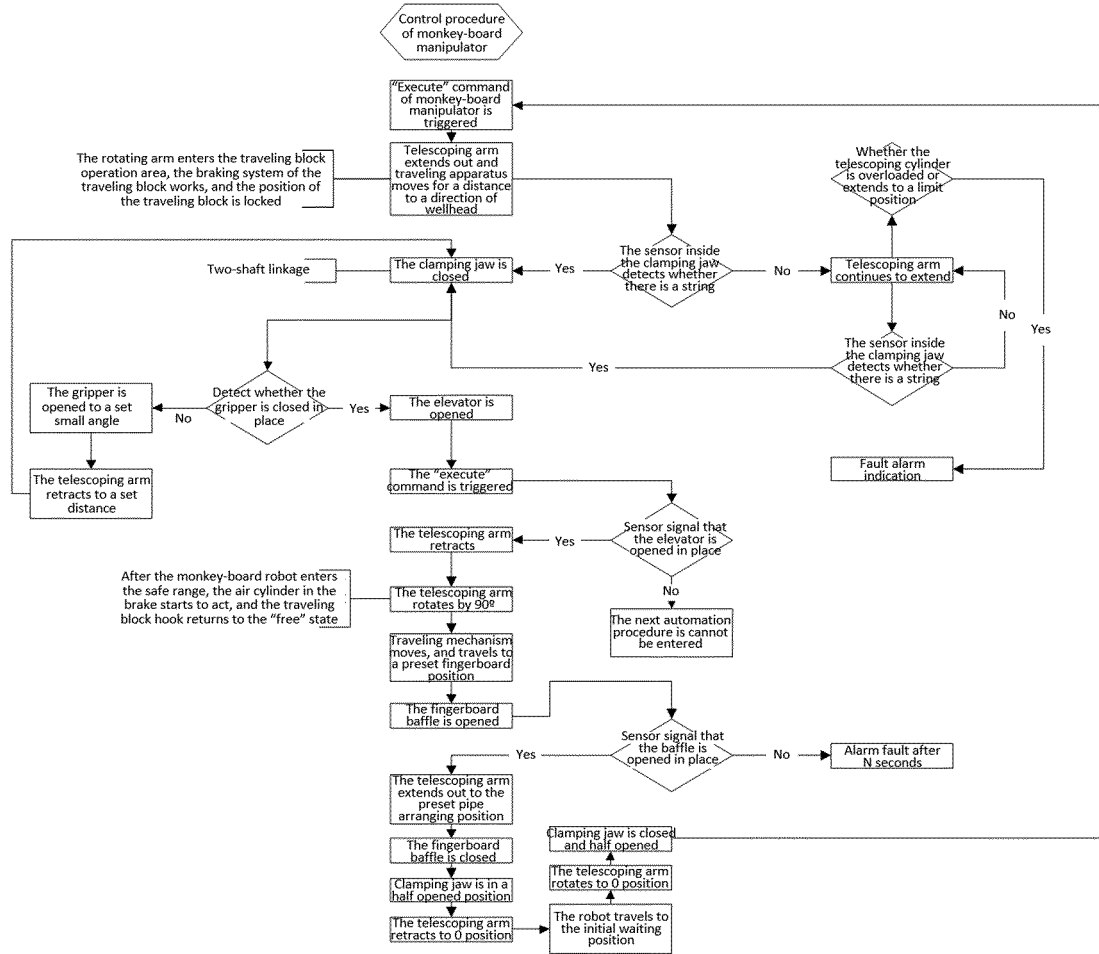 Control procedure
of monkey-board
manipulator
“Execute” command
of monkey-board
manipulator is
triggered
The rotating arm enters the traveling block
operation area, the braking system of the
traveling block works, and the position of
the traveling block is locked
Telescoping arm
extends out and
traveling apparatus
moves for a distance
to a direction of
wellhead
Whether the
telescoping cylinder
is overloaded or
extends to a limit
position
Two-shaft linkage
The clamping jaw is
closed
Yes
The sensor inside
the clamping jaw
detects whether
there is a string
No
Telescoping arm
continues to extend
No
Yes
Yes
The sensor inside
the clamping jaw
detects whether
there is a string
The gripper is
opened to a set
small angle
No
Detect whether the
gripper is closed in
place
Yes
The elevator is
opened
The telescoping arm
retracts to a set
distance
The “execute”
command is triggered
Fault alarm
indication
The telescoping arm
retracts
Yes
Sensor signal that
the elevator is
opened in place
No
The next automation
procedure is cannot
be entered
After the monkey-board robot enters
the safe range, the air cylinder in the
brake starts to act, and the traveling
block hook returns to the “free” state
The telescoping arm
rotates by 90º
Traveling mechanism
moves, and travels to
a preset fingerboard
position
The fingerboard
baffle is opened
Yes
Sensor signal that
the baffle is
opened in place
No
Alarm fault after
N seconds
The telescoping arm
extends out to the
preset pipe
arranging position
The fingerboard
baffle is closed
Clamping jaw is in a
half opened position
The telescoping arm
retracts to 0 position
The robot travels to
the initial waiting
position
The telescoping arm
rotates to 0 position
Clamping jaw is closed
and half opened